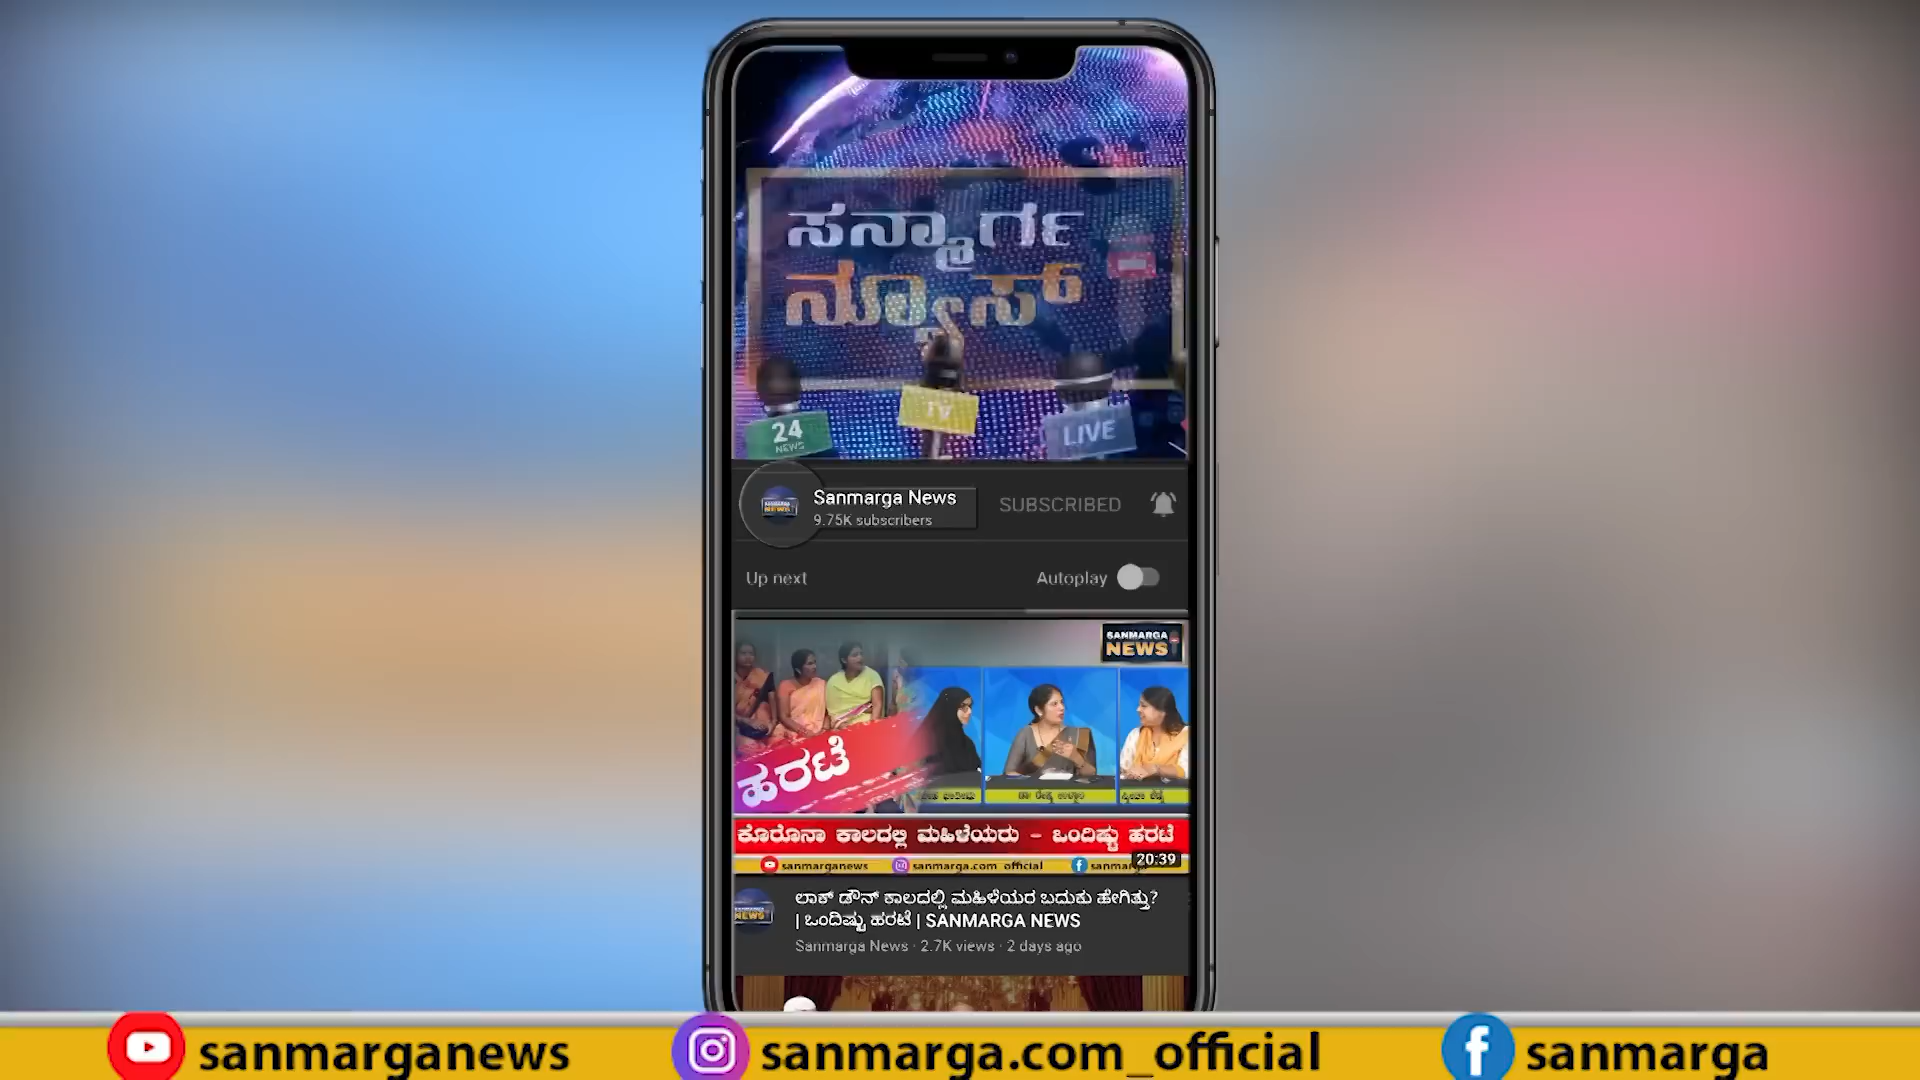 ಸನ್ಮಾರ್ಗ
ನ್ಯೂಸ್
24
NEWS
TV
LIVE
Sanmarga News
9.75K subscribers
SUBSCRIBED
Up next
Autoplay
SANMARGA
NEWS
ಹರಟೆ
ಕೊರೊನಾ ಕಾಲದಲ್ಲಿ ಮಹಿಳೆಯರು - ಒಂದಿಷ್ಟು ಹರಟೆ
sanmarganews sanmarga.com_official sanmarga
20:39
ಲಾಕ್ ಡೌನ್ ಕಾಲದಲ್ಲಿ ಮಹಿಳೆಯರ ಬದುಕು ಹೇಗಿತ್ತು?
| ಒಂದಿಷ್ಟು ಹರಟೆ | SANMARGA NEWS
Sanmarga News · 2.7K views · 2 days ago
sanmarganews sanmarga.com_official sanmarga